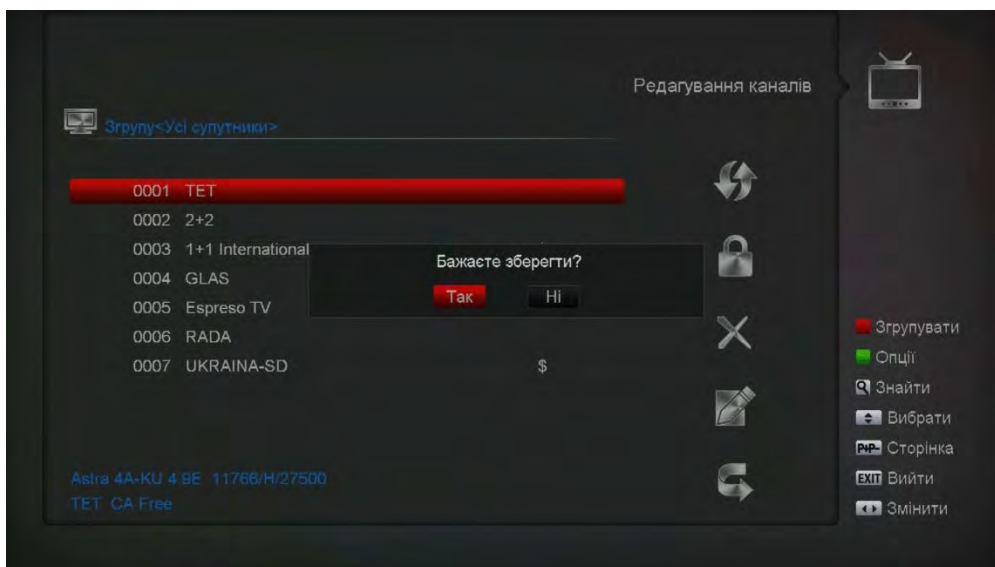 Редагування каналів
Згрупу<Усі супутники>
0001 TET
0002 2+2
0003 1+1 International
0004 GLAS
0005 Espreso TV
0006 RADA
0007 UKRAINA-SD $
Бажаєте зберегти?
Так Ні
Згрупувати
Опції
Знайти
Вибрати
P+P- Сторінка
EXIT Вийти
Змінити
Astra 4A-KU 4.9E 11766/H/27500
TET CA Free